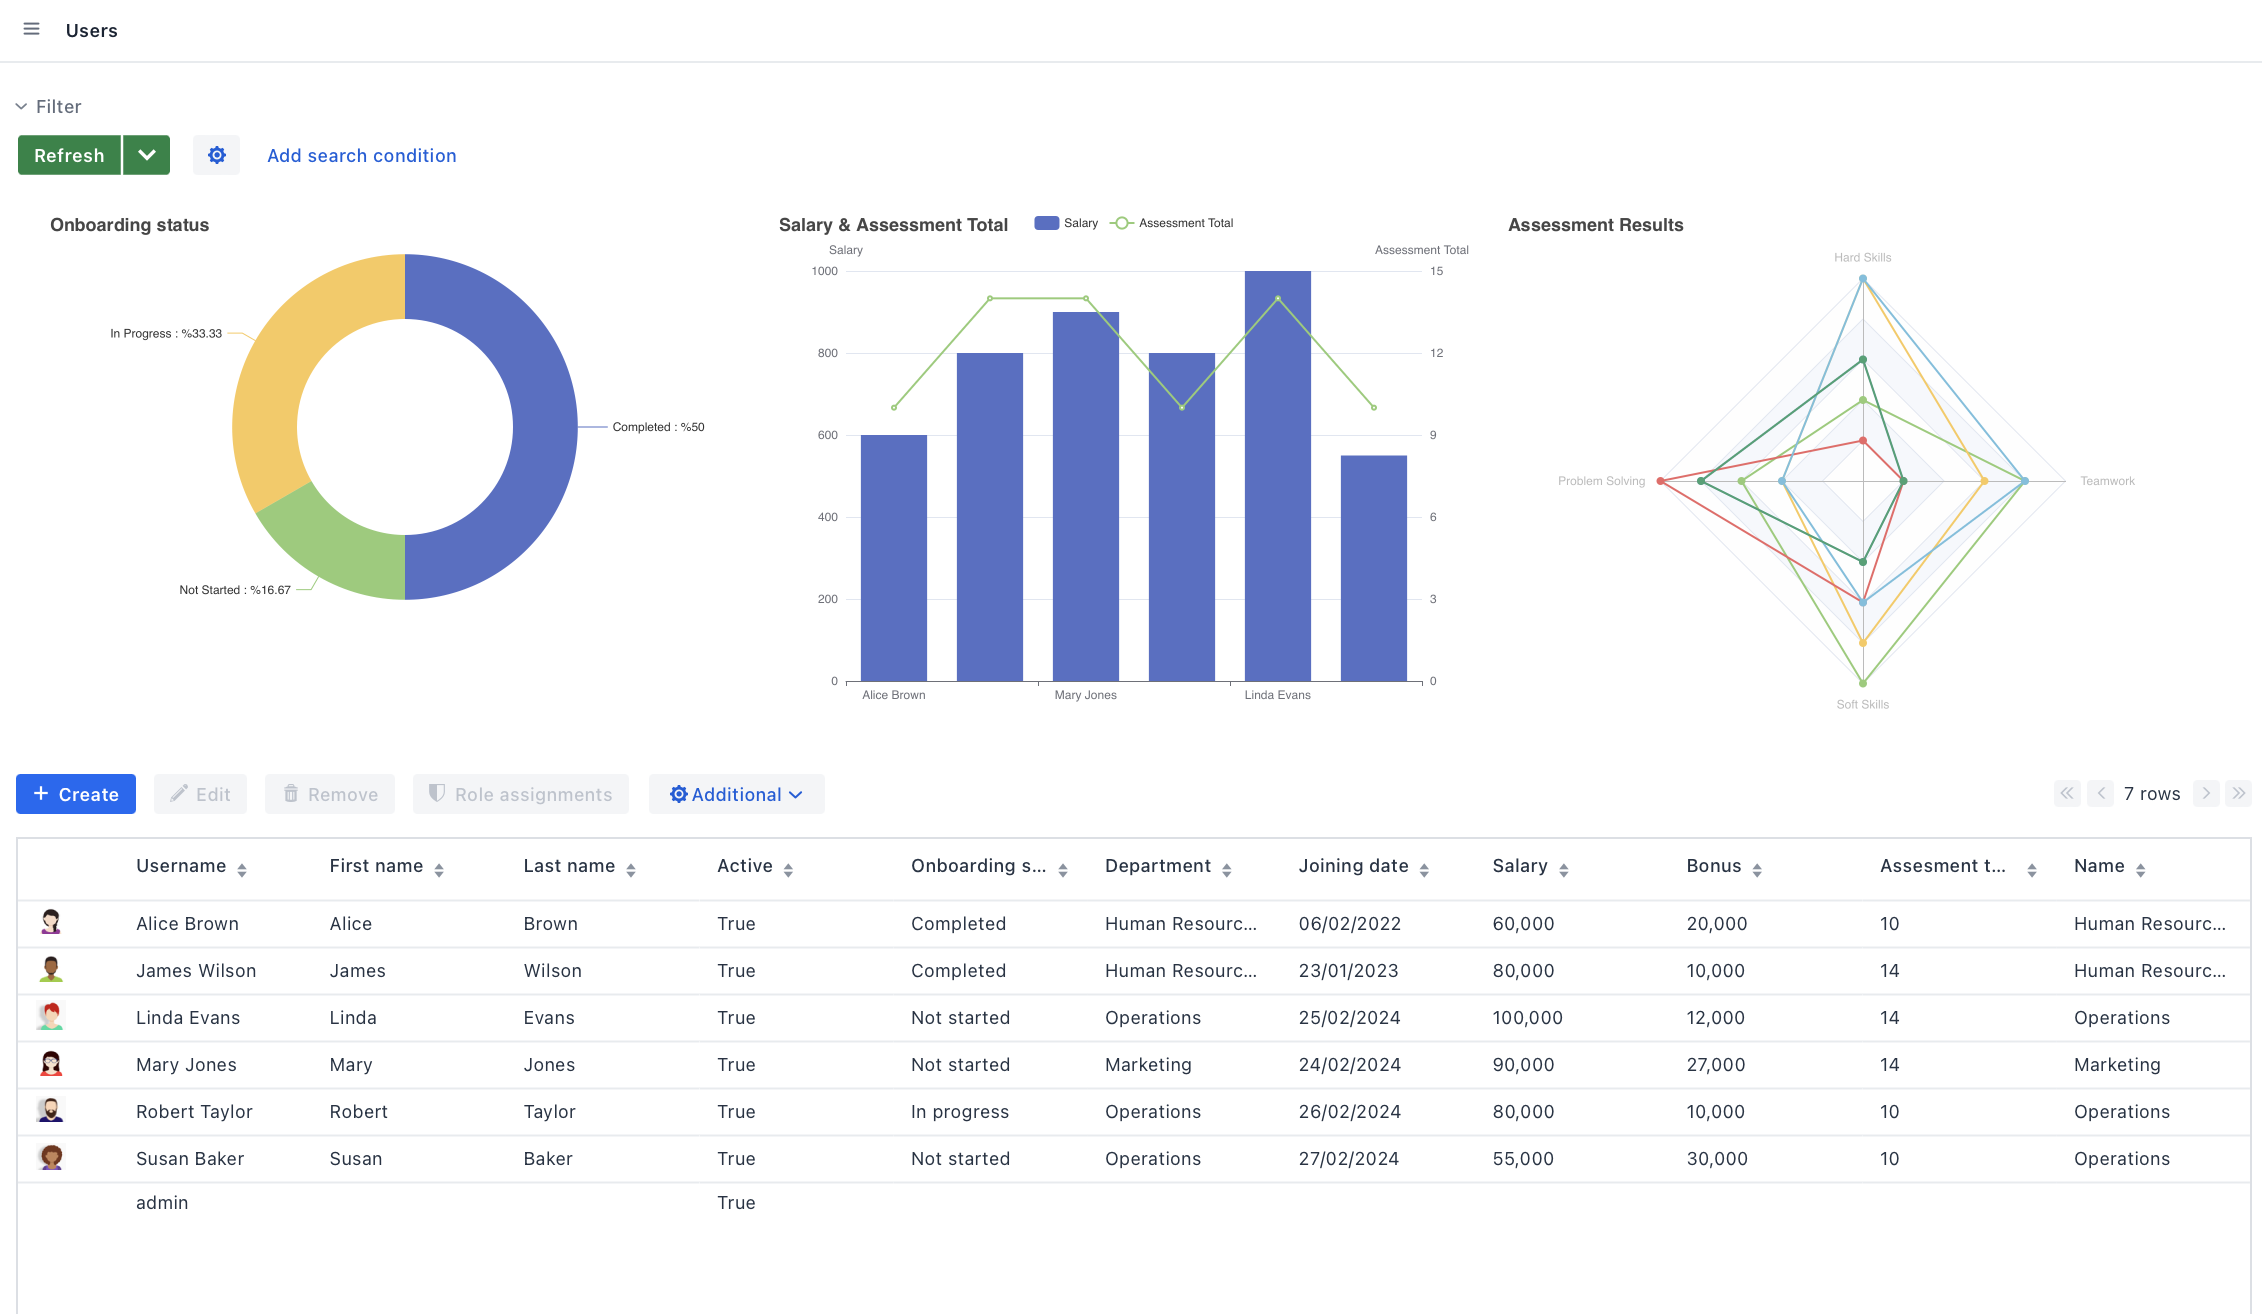 Users
Filter
Refresh Add search condition
Onboarding status
In Progress : %33.33
Completed : %50
Not Started : %16.67
Salary & Assessment Total Salary Assessment Total
Salary Assessment Total
1000 15
800 12
600 9
400 6
200 3
0 0
Alice Brown Mary Jones Linda Evans
Assessment Results
Hard Skills
Problem Solving Teamwork
Soft Skills
+ Create Edit Remove Role assignments Additional 7 rows
Username First name Last name Active Onboarding s... Department Joining date Salary Bonus Assesment t... Name
Alice Brown Alice Brown True Completed Human Resourc... 06/02/2022 60,000 20,000 10 Human Resourc...
James Wilson James Wilson True Completed Human Resourc... 23/01/2023 80,000 10,000 14 Human Resourc...
Linda Evans Linda Evans True Not started Operations 25/02/2024 100,000 12,000 14 Operations
Mary Jones Mary Jones True Not started Marketing 24/02/2024 90,000 27,000 14 Marketing
Robert Taylor Robert Taylor True In progress Operations 26/02/2024 80,000 10,000 10 Operations
Susan Baker Susan Baker True Not started Operations 27/02/2024 55,000 30,000 10 Operations
admin True